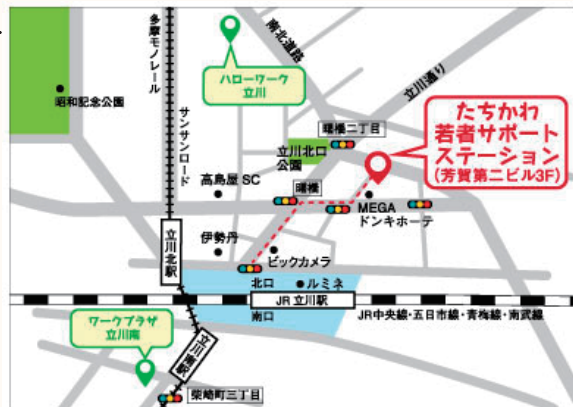 多摩モノレール
サンサンロード
昭和記念公園
ハローワーク
立川
南北道路
立川通り
曙橋二丁目
立川北口
公園
たちかわ
若者サポート
ステーション
(芳賀第二ビル3F)
高島屋 SC
曙橋
MEGA
ドンキホーテ
伊勢丹
ビックカメラ
立川北駅
北口
ルミネ
JR 立川駅
南口
JR中央線・五日市線・青梅線・南武線
ワークプラザ
立川南
立川南駅
柴崎町三丁目